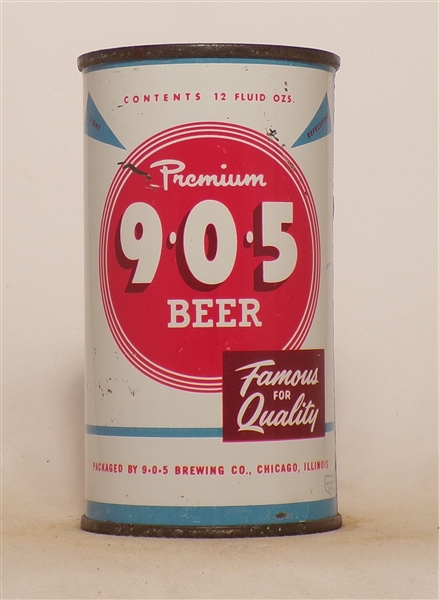 CONTENTS 12 FLUID OZS.
Premium
9·0·5
BEER
Famous
FOR
Quality
PACKAGED BY 9·0·5 BREWING CO., CHICAGO, ILLINOIS